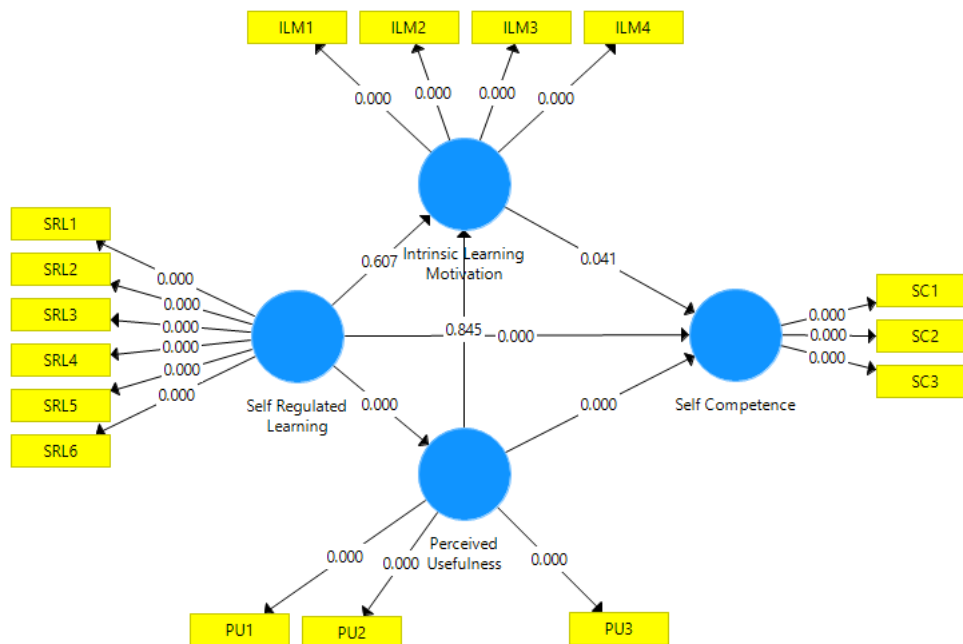 ILM1
ILM2
ILM3
ILM4
0.000
0.000
0.000
0.000
Intrinsic Learning
Motivation
SRL1
SRL2
SRL3
SRL4
SRL5
SRL6
0.000
0.000
0.000
0.000
0.000
0.000
Self Regulated
Learning
0.607
0.041
0.845
0.000
0.000
0.000
Self Competence
0.000
0.000
0.000
SC1
SC2
SC3
Perceived
Usefulness
0.000
0.000
0.000
PU1
PU2
PU3